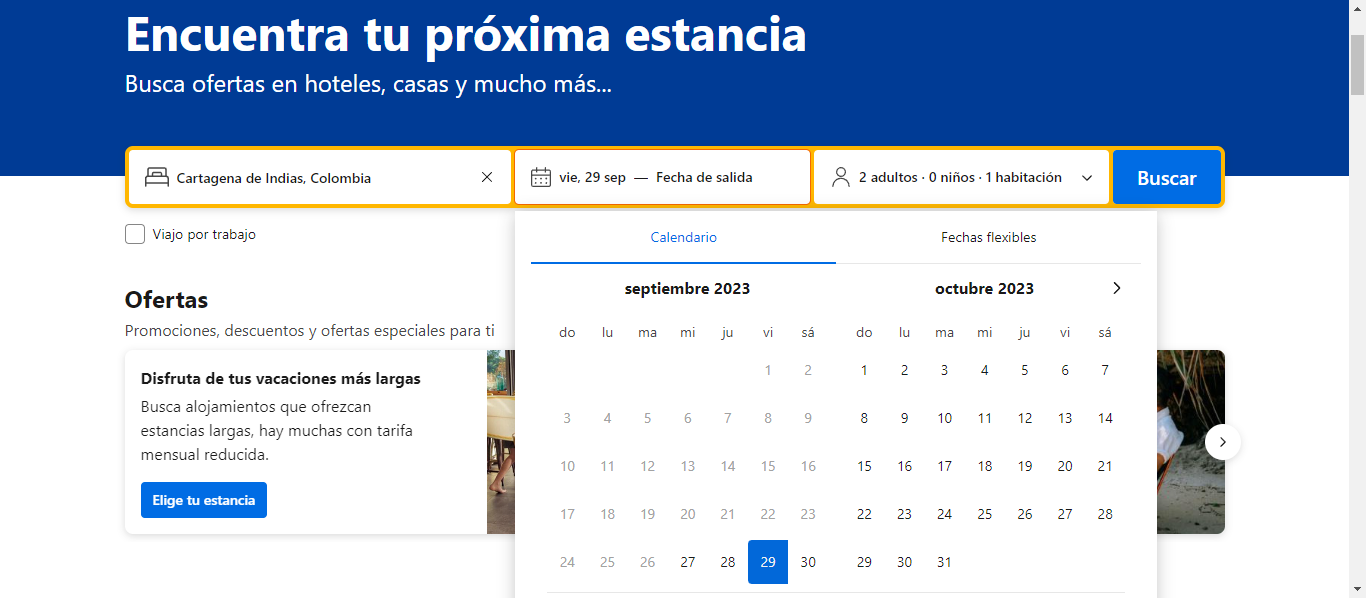 Encuentra tu próxima estancia
Busca ofertas en hoteles, casas y mucho más...
Cartagena de Indias, Colombia
vie, 29 sep — Fecha de salida
2 adultos · 0 niños · 1 habitación
Buscar
Viajo por trabajo
Calendario
Fechas flexibles
septiembre 2023
do lu ma mi ju vi sá
1 2
3 4 5 6 7 8 9
10 11 12 13 14 15 16
17 18 19 20 21 22 23
24 25 26 27 28 29 30
octubre 2023
do lu ma mi ju vi sá
1 2 3 4 5 6 7
8 9 10 11 12 13 14
15 16 17 18 19 20 21
22 23 24 25 26 27 28
29 30 31
Ofertas
Promociones, descuentos y ofertas especiales para ti
Disfruta de tus vacaciones más largas
Busca alojamientos que ofrezcan
estancias largas, hay muchas con tarifa
mensual reducida.
Elige tu estancia